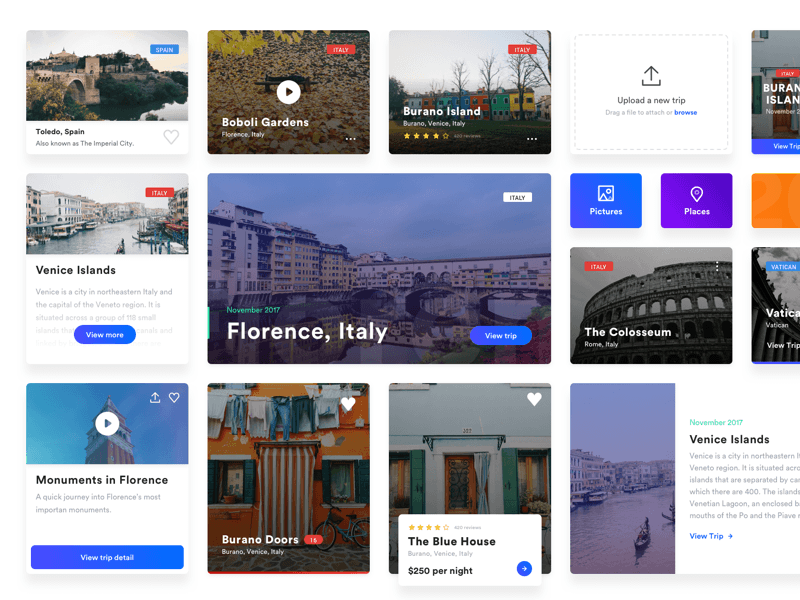 SPAIN
Toledo, Spain
Also known as The Imperial City.
ITALY
Boboli Gardens
Florence, Italy
ITALY
Burano Island
Burano, Venice, Italy
420 reviews
Upload a new trip
Drag a file to attach or browse
ITALY
BURAN
ISLAN
November 2
View Trip
ITALY
Venice Islands
Venice is a city in northeastern Italy and
the capital of the Veneto region. It is
situated across a group of 118 small
islands that
View more
ITALY
November 2017
Florence, Italy
View trip
Pictures
Places
20
ITALY
The Colosseum
Rome, Italy
VATICAN
Vatica
Vatican
View Trip
Monuments in Florence
A quick journey into Florence's most
importan monuments.
View trip detail
Burano Doors 16
Burano, Venice, Italy
420 reviews
The Blue House
Burano, Venice, Italy
$250 per night
November 2017
Venice Islands
Venice is a city in northeastern It
Veneto region. It is situated acro
islands that are separated by can
which there are 400. The islands
Venetian Lagoon, an enclosed b
mouths of the Po and the Piave r
View Trip